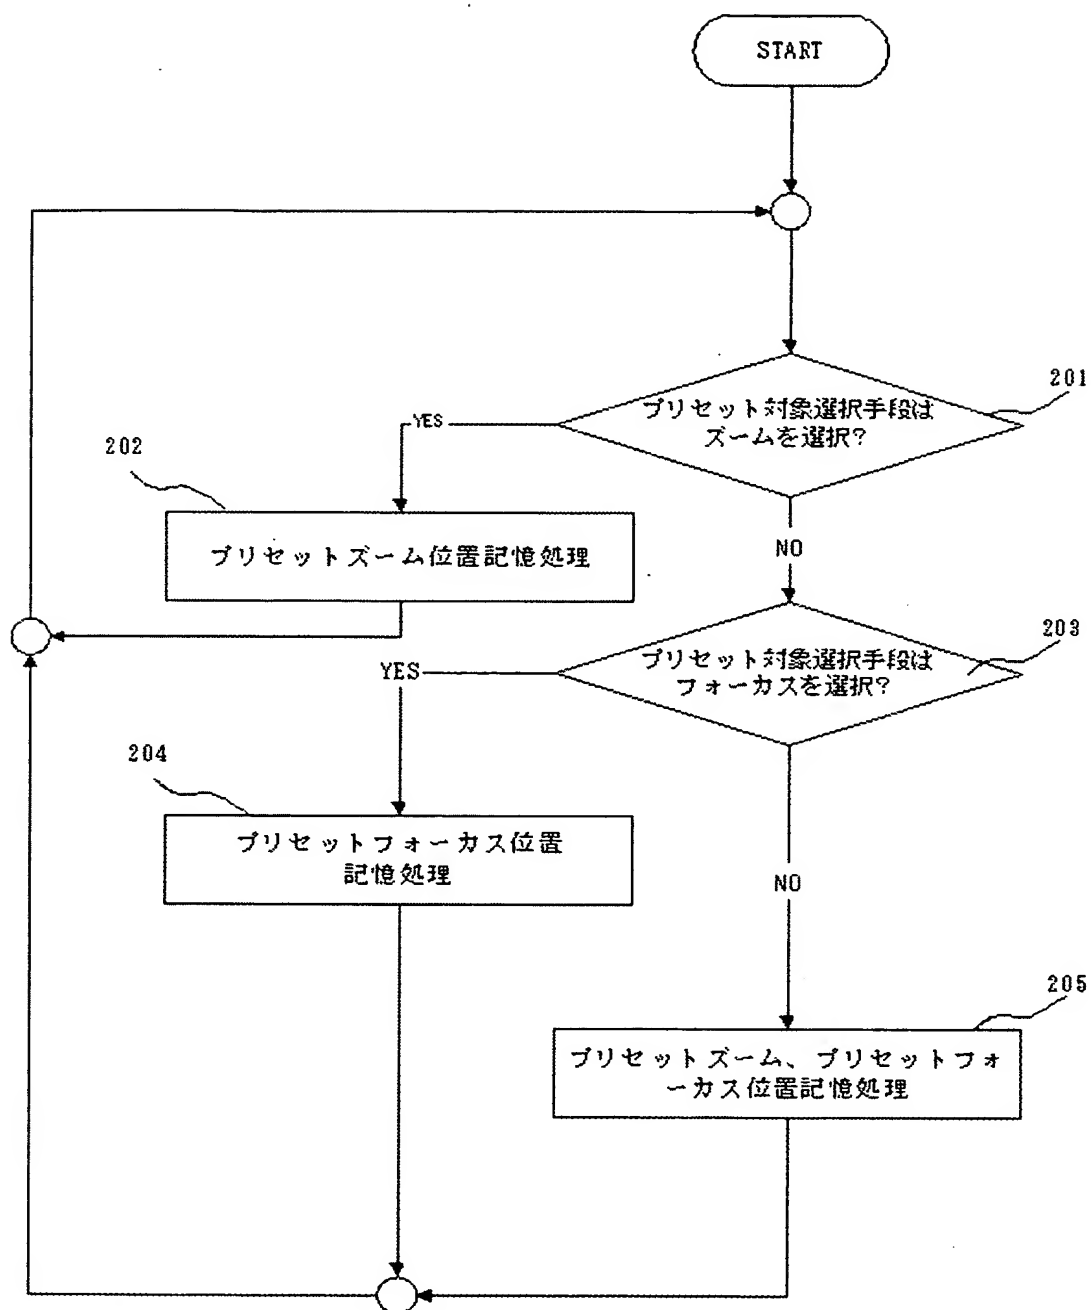 START
プリセット対象選択手段は
ズームを選択?
201
YES
202
プリセットズーム位置記憶処理
NO
プリセット対象選択手段は
フォーカスを選択?
203
YES
204
プリセットフォーカス位置
記憶処理
NO
205
プリセットズーム、プリセットフォ
ーカス位置記憶処理